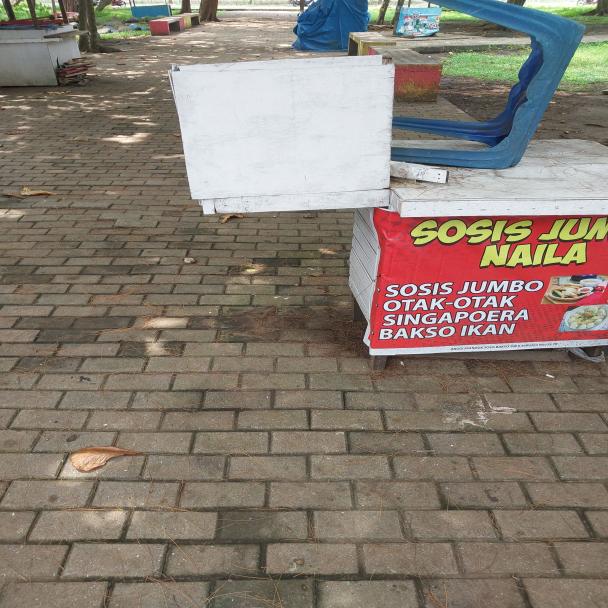 SOSIS JUM
NAILA
SOSIS JUMBO
OTAK-OTAK
SINGAPOERA
BAKSO IKAN